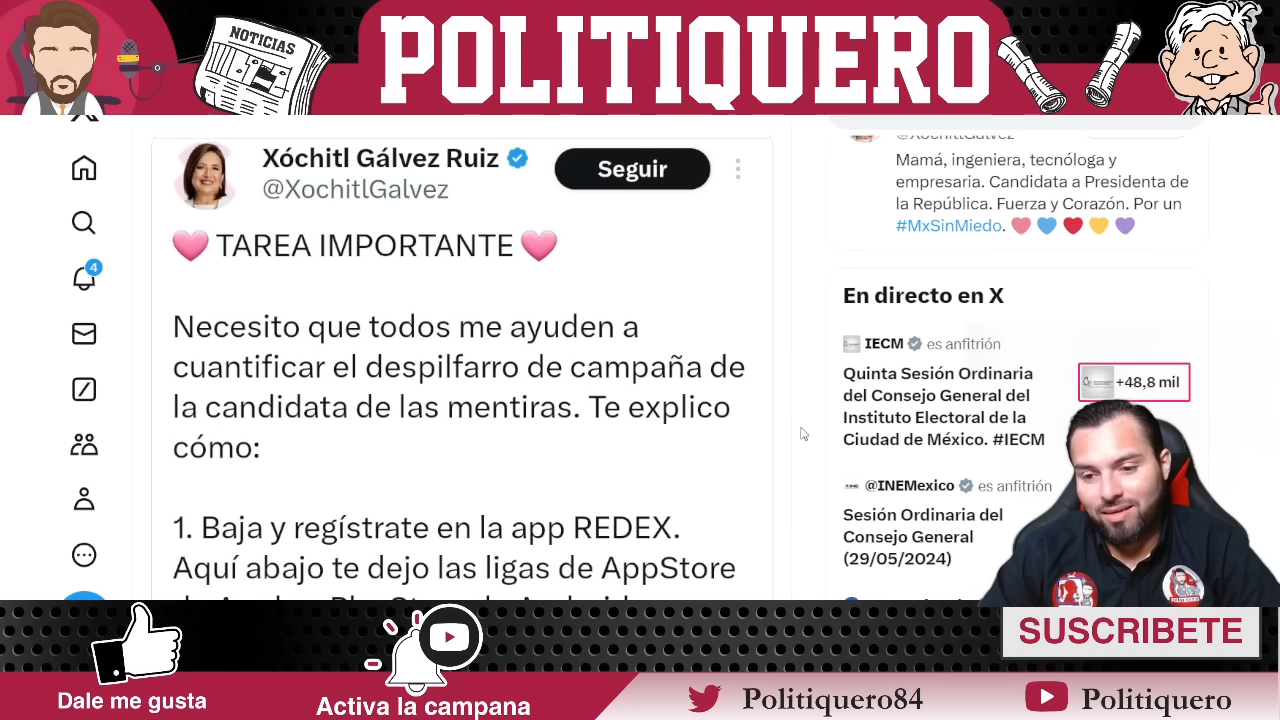 NOTICIAS
POLITIQUERO
Xóchitl Gálvez Ruiz
@XochitlGalvez
Seguir
🩷 TAREA IMPORTANTE 🩷
Necesito que todos me ayuden a
cuantificar el despilfarro de campaña de
la candidata de las mentiras. Te explico
cómo:
1. Baja y regístrate en la app REDEX.
Aquí abajo te dejo las ligas de AppStore
4
@XochitlGalvez
Mamá, ingeniera, tecnóloga y
empresaria. Candidata a Presidenta de
la República. Fuerza y Corazón. Por un
#MxSinMiedo. 🩷💙❤️💛💜
En directo en X
IECM es anfitrión
Quinta Sesión Ordinaria
del Consejo General del
Instituto Electoral de la
Ciudad de México. #IECM
+48,8 mil
@INEMexico es anfitrión
Sesión Ordinaria del
Consejo General
(29/05/2024)
POLITIQUERO
SUSCRIBETE
Dale me gusta
Activa la campana
Politiquero84
Politiquero